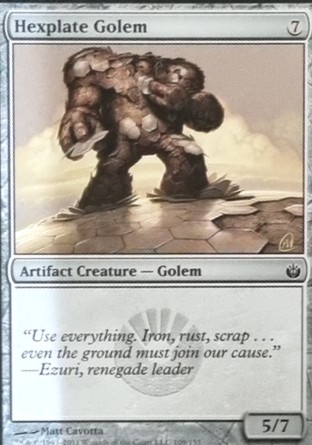 Hexplate Golem 7
Artifact Creature — Golem
“Use everything. Iron, rust, scrap . . .
even the ground must join our cause.”
—Ezuri, renegade leader
Matt Cavotta
5/7